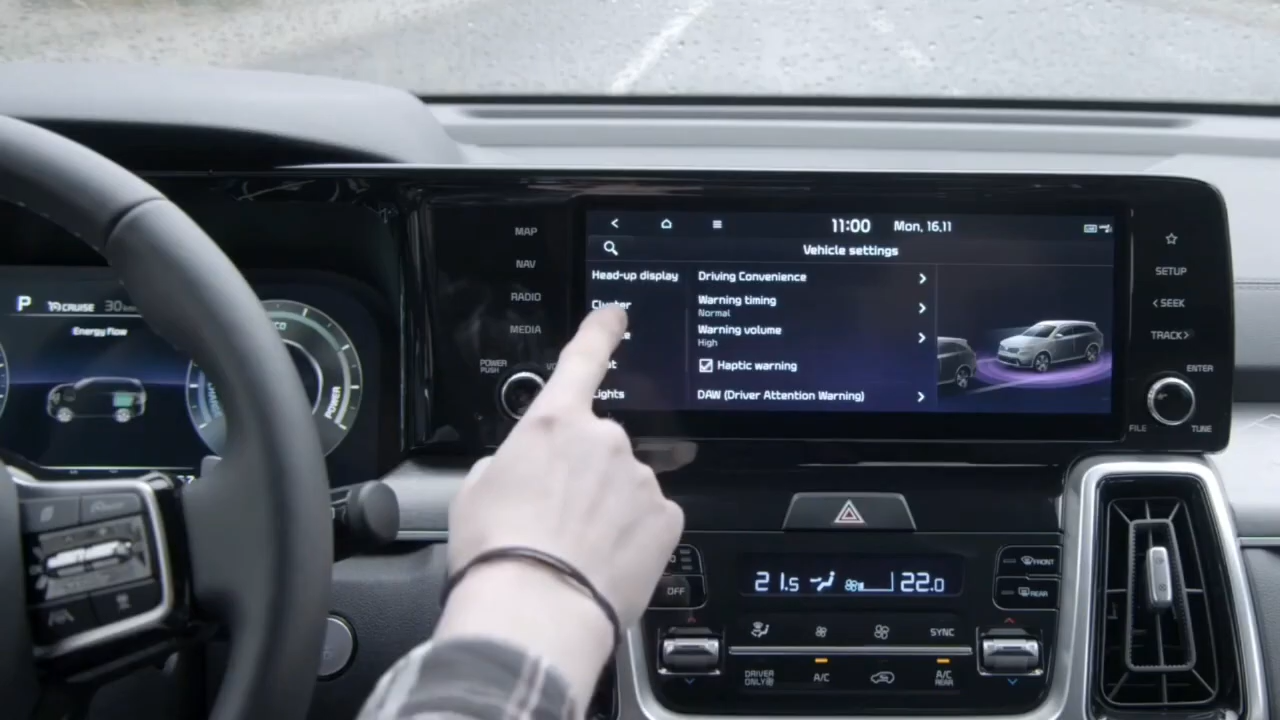 MAP
NAV
RADIO
MEDIA
POWER
PUSH
11:00 Mon, 16.11
Vehicle settings
Head-up display
Cluster
Lights
Driving Convenience
Warning timing
Normal
Warning volume
High
Haptic warning
DAW (Driver Attention Warning)
SETUP
< SEEK
TRACK >
ENTER
FILE
TUNE
P CRUISE 30
Energy Flow
POWER
OFF
21.5 22.0
FRONT
REAR
SYNC
DRIVER
ONLY
A/C
A/C
REAR